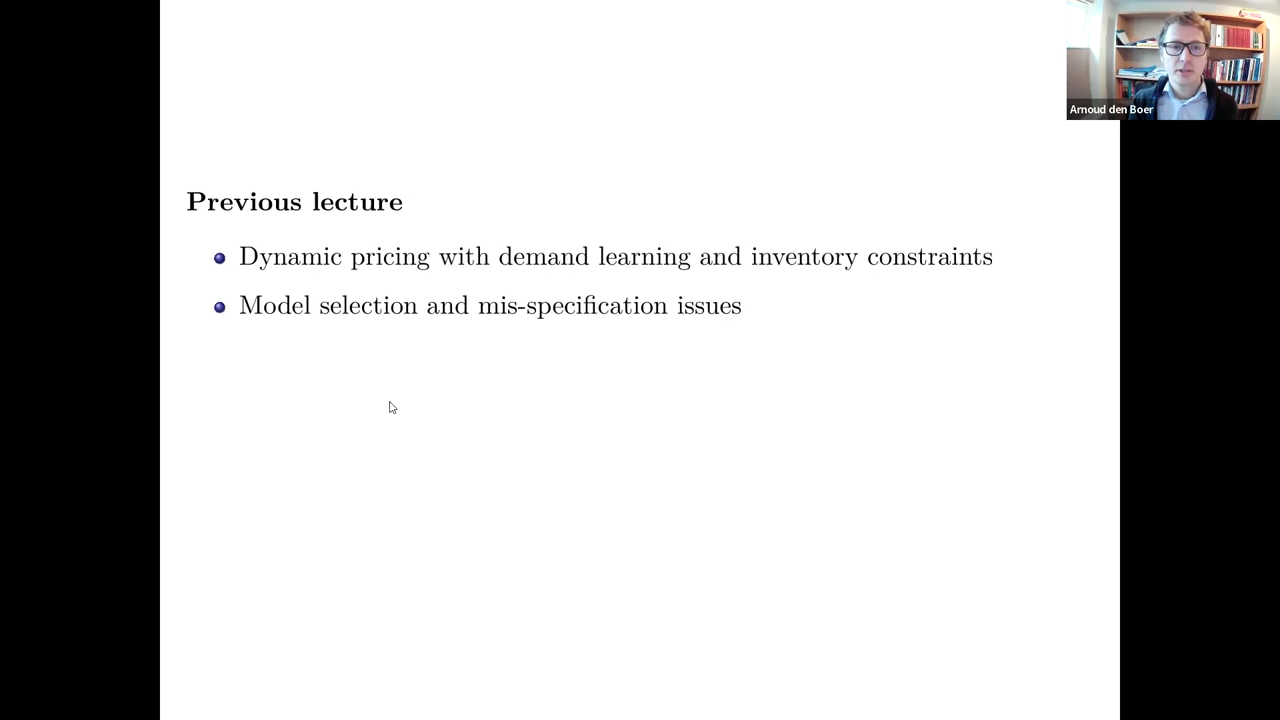 Arnoud den Boer
Previous lecture
Dynamic pricing with demand learning and inventory constraints
Model selection and mis-specification issues